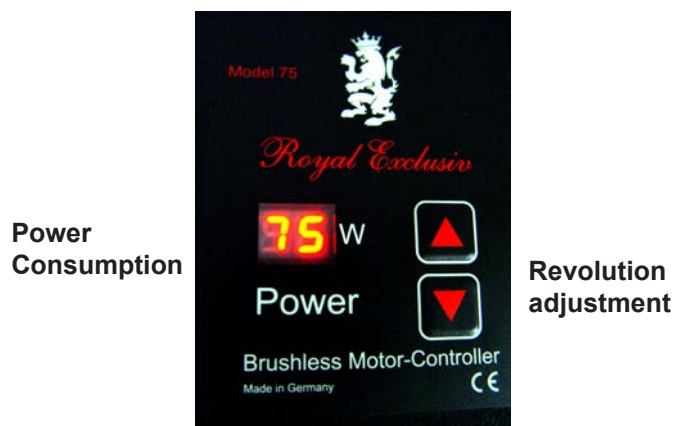 Model 75
Royal Exclusiv
75 W
Power
Consumption
Revolution
adjustment
Power
Brushless Motor-Controller
Made in Germany
CE